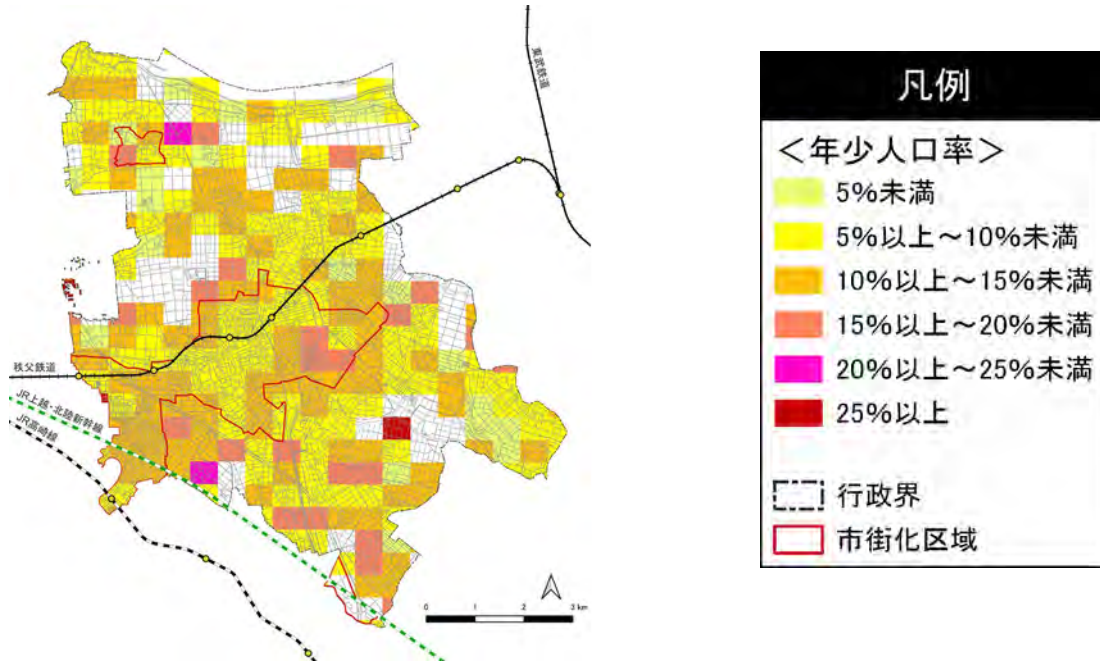 東武鉄道
秩父鉄道
JR上越・北陸新幹線
JR高崎線
0 1 2 3 km
凡例
＜年少人口率＞
5%未満
5%以上～10%未満
10%以上～15%未満
15%以上～20%未満
20%以上～25%未満
25%以上
行政界
市街化区域